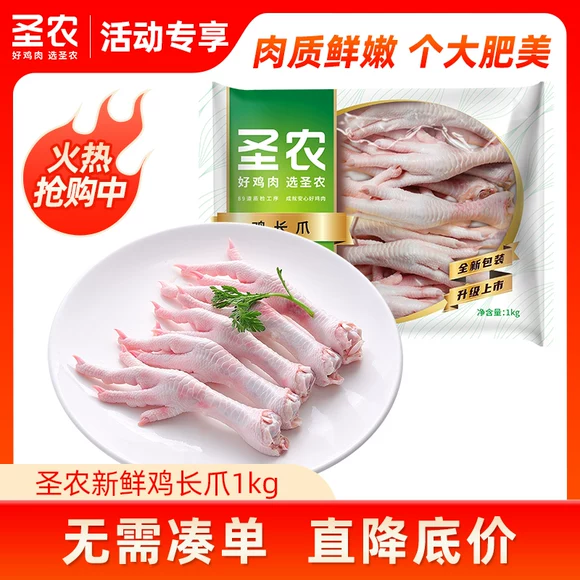 圣农
好鸡肉 选圣农
活动专享
肉质鲜嫩 个大肥美
火热
抢购中
圣农
好鸡肉 选圣农
鸡长爪
全新包装
升级上市
净含量:1kg
圣农新鲜鸡长爪1kg
无需凑单 直降底价